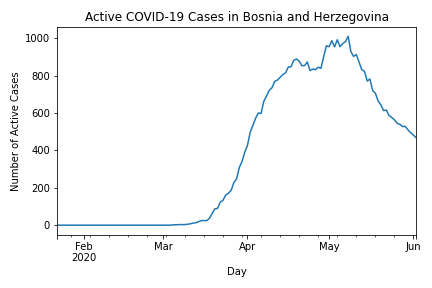 Active COVID-19 Cases in Bosnia and Herzegovina
Number of Active Cases
1000
800
600
400
200
0
Feb Mar Apr May Jun
2020
Day